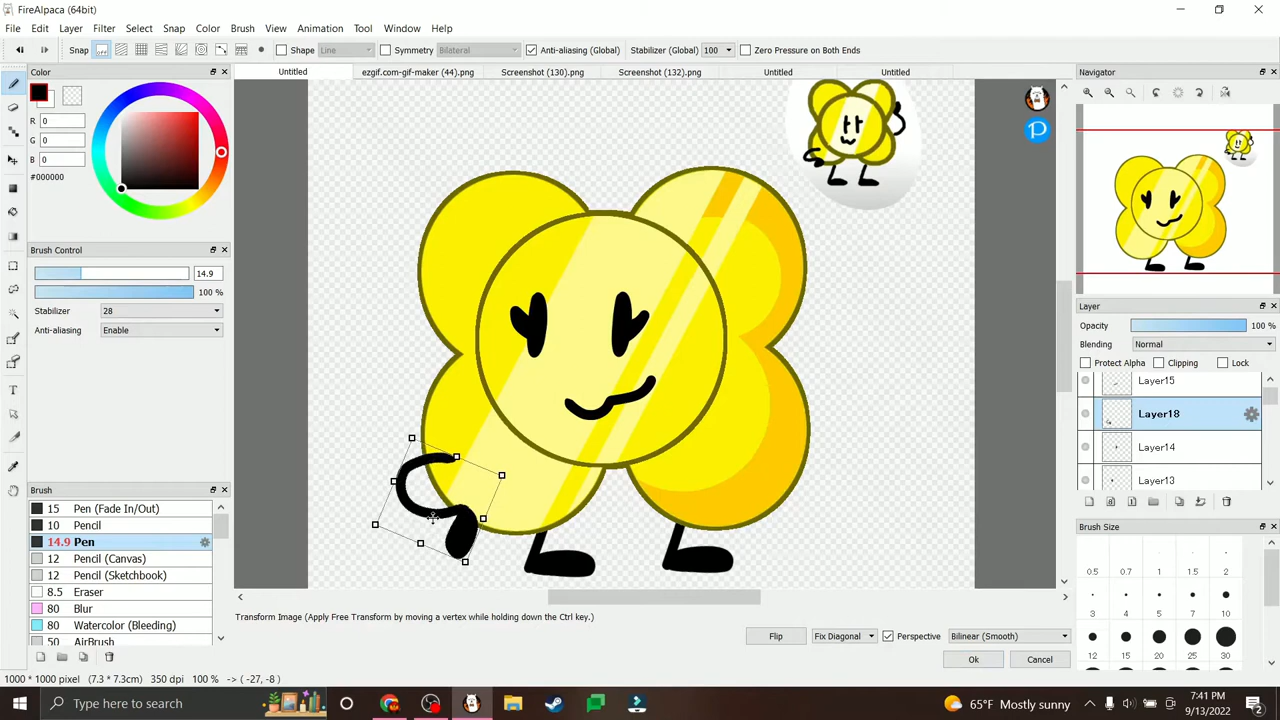 FireAlpaca (64bit)
File Edit Layer Filter Select Snap Color Brush View Animation Tool Window Help
Snap off Shape Line Symmetry Bilateral Anti-aliasing (Global) Stabilizer (Global) 100 Zero Pressure on Both Ends
Color
R 0
G 0
B 0
#000000
Brush Control
14.9
100 %
Stabilizer 28
Anti-aliasing: Enable
Brush
15 Pen (Fade In/Out)
10 Pencil
14.9 Pen
12 Pencil (Canvas)
12 Pencil (Sketchbook)
8.5 Eraser
80 Blur
80 Watercolor (Bleeding)
50 AirBrush
Untitled ezgif.com-gif-maker (44).png Screenshot (130).png Screenshot (132).png Untitled Untitled
Navigator
Layer
Opacity 100 %
Blending Normal
Protect Alpha Clipping Lock
Layer15
Layer18
Layer14
Layer13
Brush Size
0.5 0.7 1 1.5 2
3 4 5 7 10
12 15 20 25 30
Transform Image (Apply Free Transform by moving a vertex while holding down the Ctrl key.)
Flip Fix Diagonal Perspective Bilinear (Smooth)
Ok Cancel
1000 * 1000 pixel (7.3 * 7.3cm) 350 dpi 100 % -> ( -27, -8 )
Type here to search
65°F Mostly sunny
7:41 PM
9/13/2022